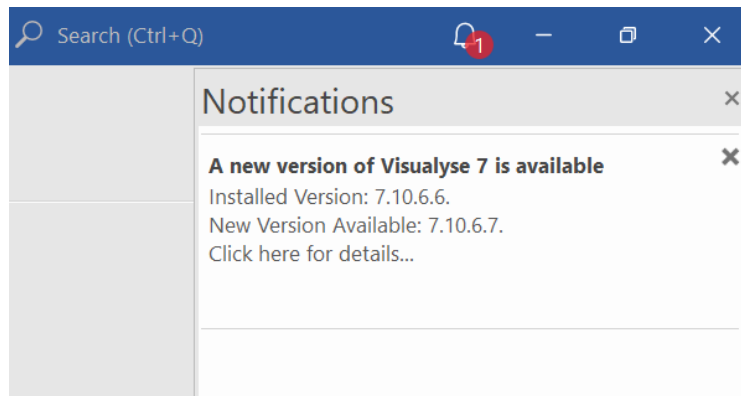 Search (Ctrl+Q)
1
Notifications
A new version of Visualyse 7 is available
Installed Version: 7.10.6.6.
New Version Available: 7.10.6.7.
Click here for details...